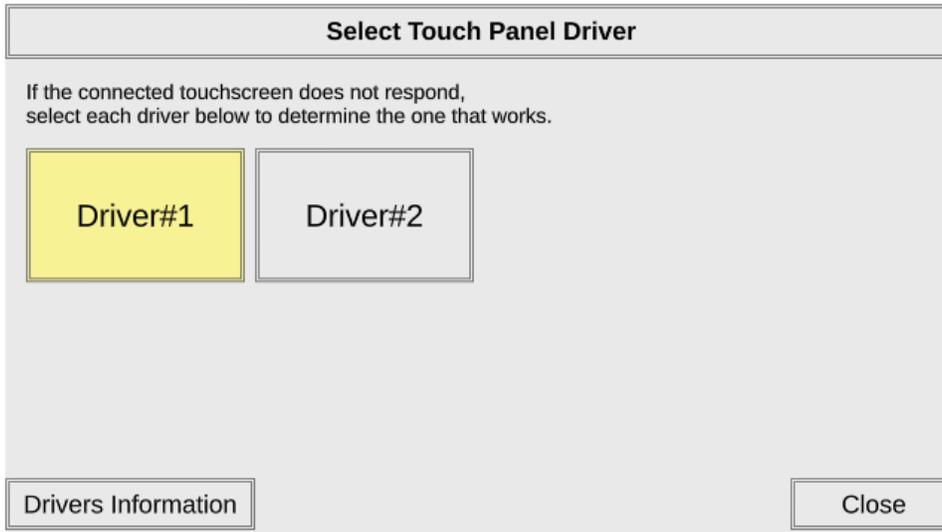 Select Touch Panel Driver
If the connected touchscreen does not respond,
select each driver below to determine the one that works.
Driver#1
Driver#2
Drivers Information
Close